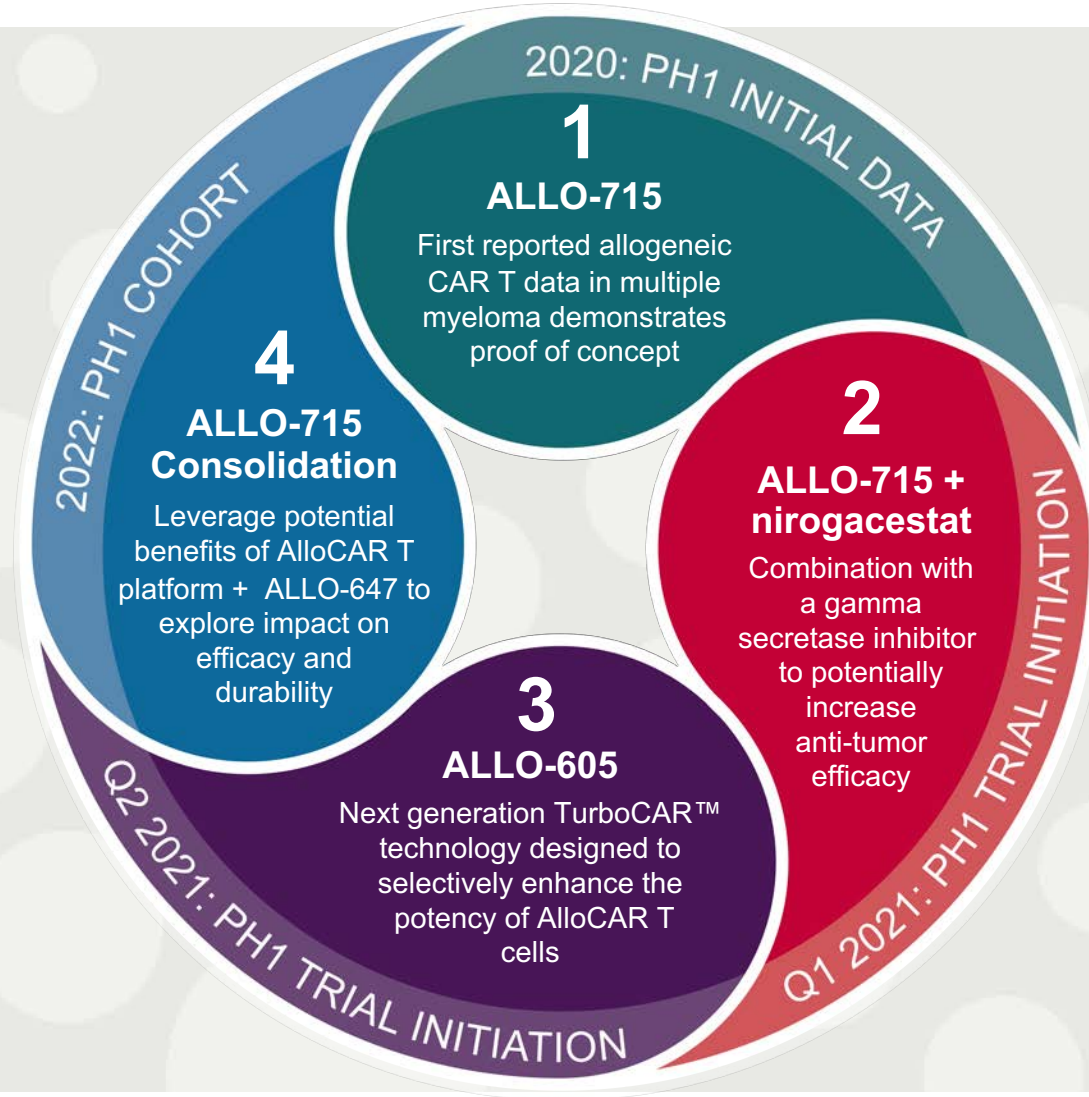 2020: PH1 INITIAL DATA
1
ALLO-715
First reported allogeneic
CAR T data in multiple
myeloma demonstrates
proof of concept
2
ALLO-715 +
nirogacestat
Combination with
a gamma
secretase inhibitor
to potentially
increase
anti-tumor
efficacy
Q1 2021: PH1 TRIAL INITIATION
3
ALLO-605
Next generation TurboCAR™
technology designed to
selectively enhance the
potency of AlloCAR T
cells
Q2 2021: PH1 TRIAL INITIATION
4
ALLO-715
Consolidation
Leverage potential
benefits of AlloCAR T
platform + ALLO-647 to
explore impact on
efficacy and
durability
2022: PH1 COHORT